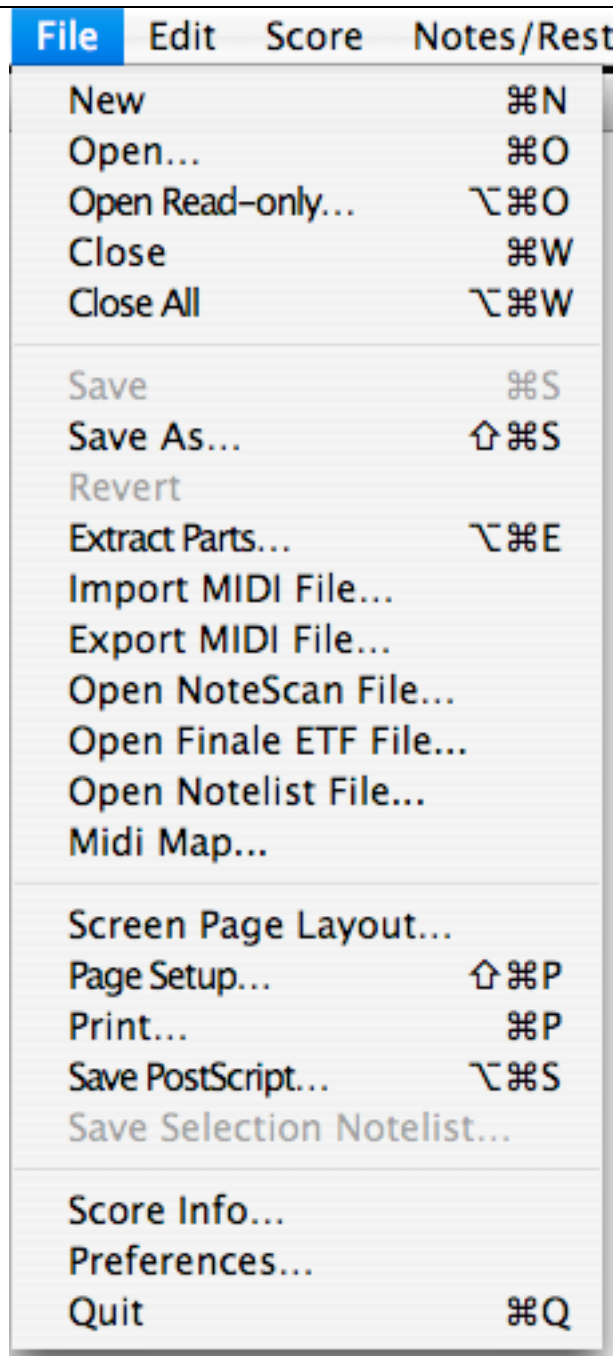 File Edit Score Notes/Rest
New ⌘N
Open... ⌘O
Open Read-only... ⌥⌘O
Close ⌘W
Close All ⌥⌘W
Save ⌘S
Save As... ⇧⌘S
Revert
Extract Parts... ⌥⌘E
Import MIDI File...
Export MIDI File...
Open NoteScan File...
Open Finale ETF File...
Open Notelist File...
Midi Map...
Screen Page Layout...
Page Setup... ⇧⌘P
Print... ⌘P
Save PostScript... ⌥⌘S
Save Selection Notelist...
Score Info...
Preferences...
Quit ⌘Q